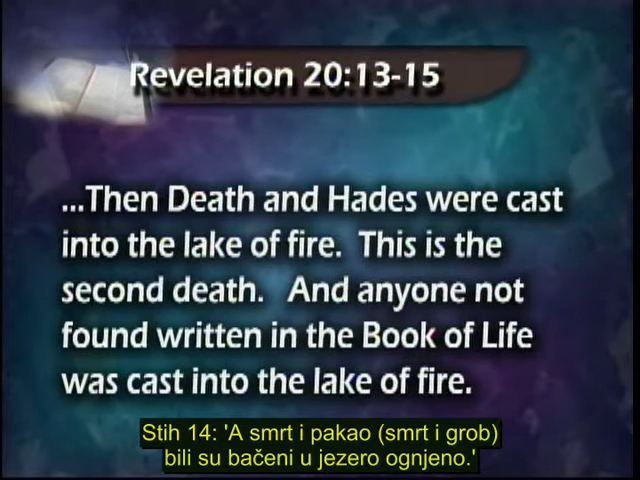 Revelation 20:13-15
...Then Death and Hades were cast
into the lake of fire. This is the
second death. And anyone not
found written in the Book of Life
was cast into the lake of fire.
Stih 14: 'A smrt i pakao (smrt i grob)
bili su bačeni u jezero ognjeno.'